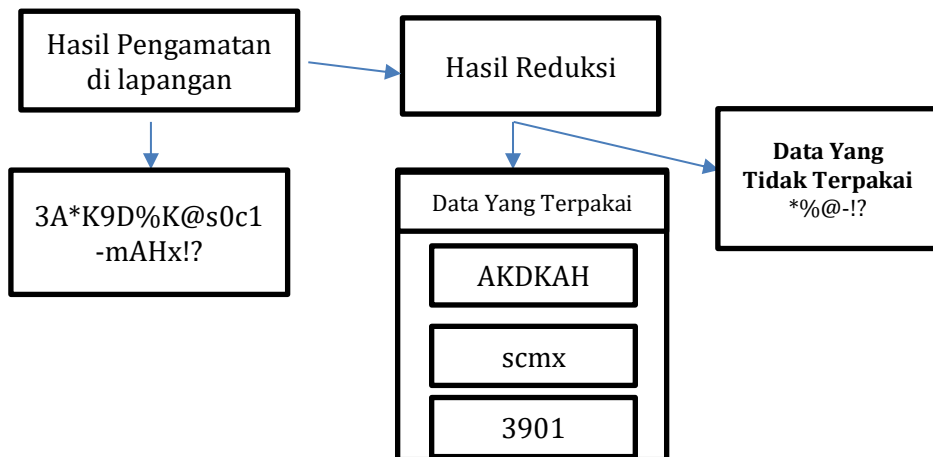 Hasil Pengamatan
di lapangan
Hasil Reduksi
3A*K9D%K@s0c1
-mAHx!?
Data Yang Terpakai
AKDKAH
scmx
3901
Data Yang
Tidak Terpakai
*%@-!?